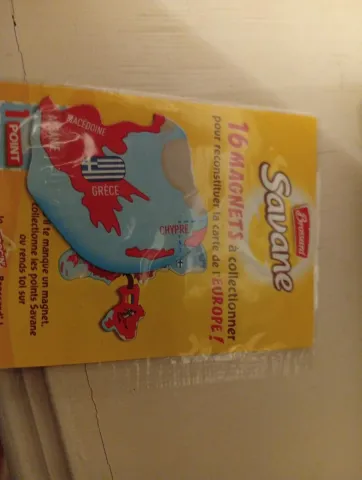 Brossard
Savane
16 MAGNETS à collectionner
pour reconstituer la carte de l'EUROPE!
MACÉDOINE
ALBANIE
GRÈCE
CHYPRE
1
POINT
te manque un magnet,
collectionne les points Savane
ou rends toi sur